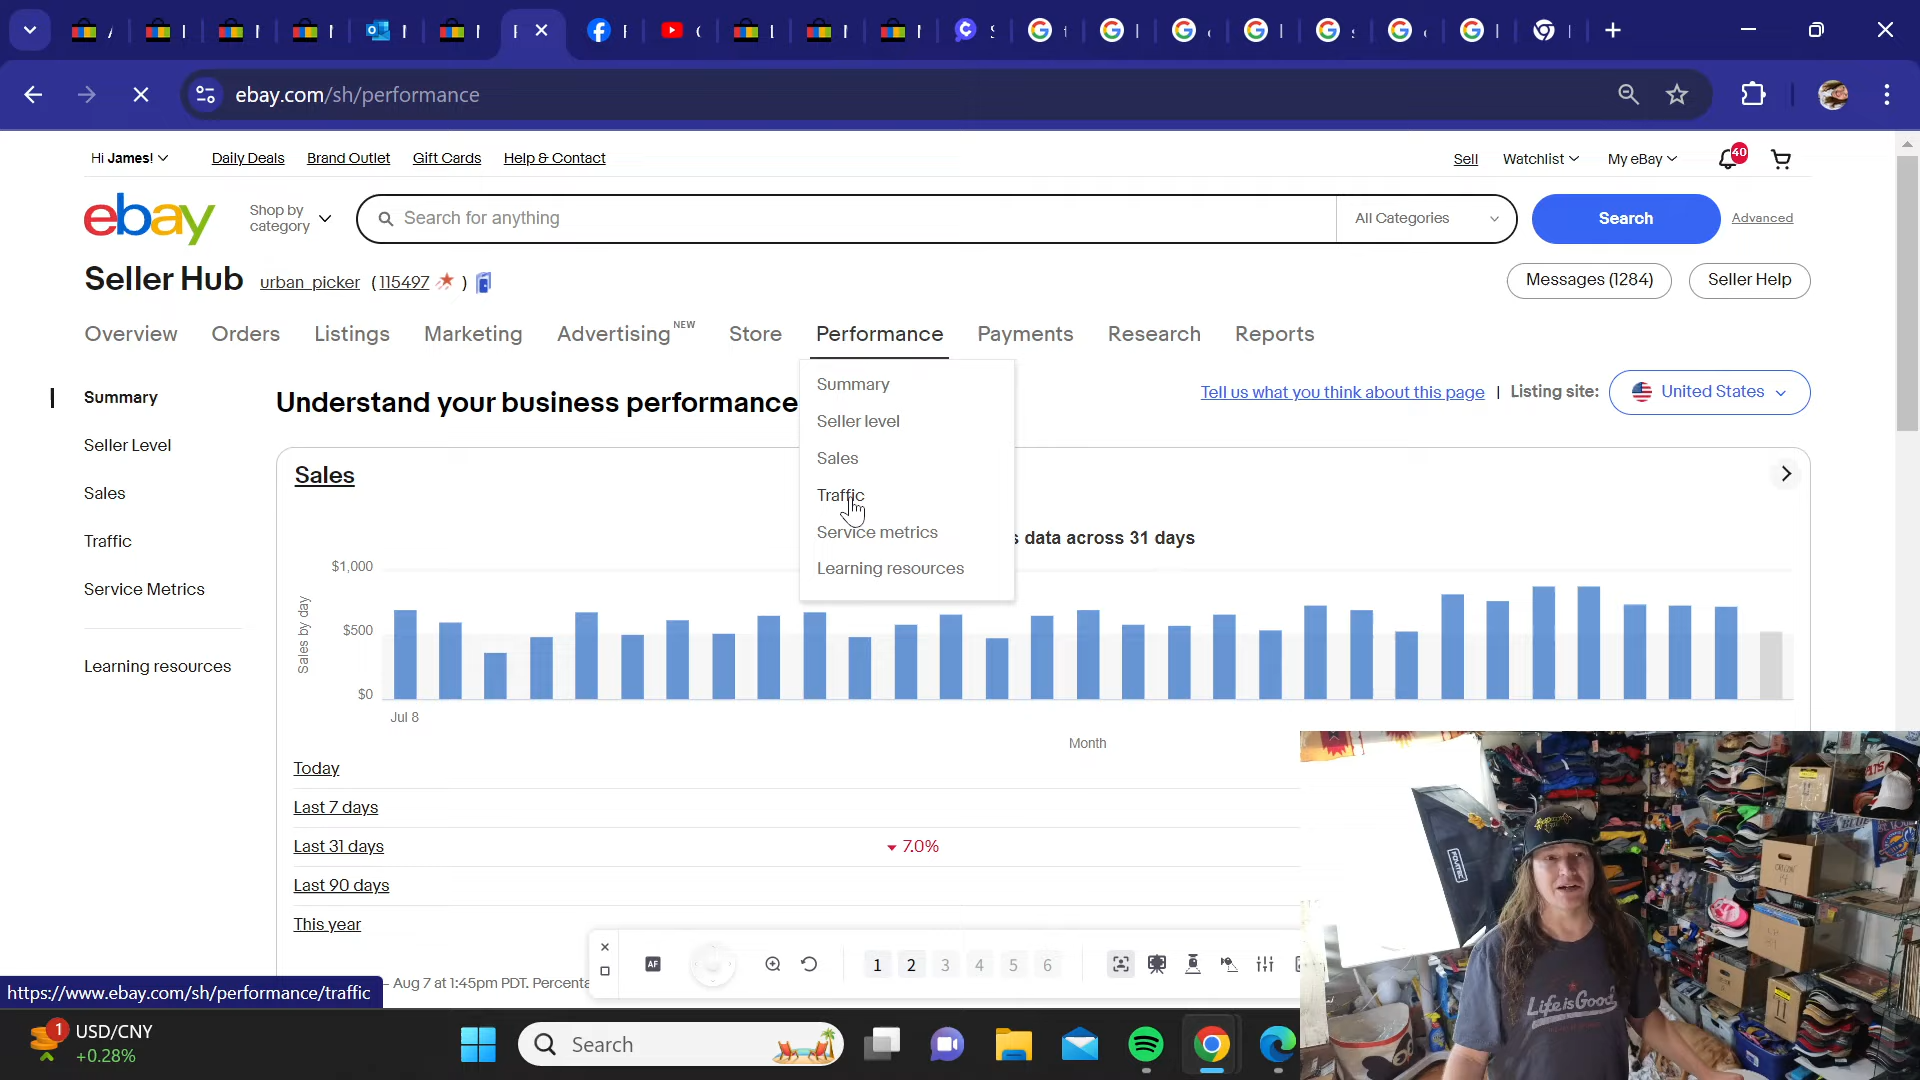 ebay.com/sh/performance
Hi James!
Daily Deals
Brand Outlet
Gift Cards
Help & Contact
Sell
Watchlist
My eBay
40
ebay
Shop by category
Search for anything
All Categories
Search
Advanced
Seller Hub
urban_picker (115497)
Messages (1284)
Seller Help
Overview
Orders
Listings
Marketing
Advertising NEW
Store
Performance
Payments
Research
Reports
Summary
Seller level
Sales
Traffic
Service metrics
Learning resources
Summary
Seller Level
Sales
Traffic
Service Metrics
Learning resources
Understand your business performance
Tell us what you think about this page | Listing site: United States
Sales
data across 31 days
$1,000
$500
$0
Sales by day
Jul 8
Month
Today
Last 7 days
Last 31 days
7.0%
Last 90 days
This year
Aug 7 at 1:45pm PDT.
AF
1 2 3 4 5 6
https://www.ebay.com/sh/performance/traffic
1
USD/CNY
+0.28%
Search
Life is Good